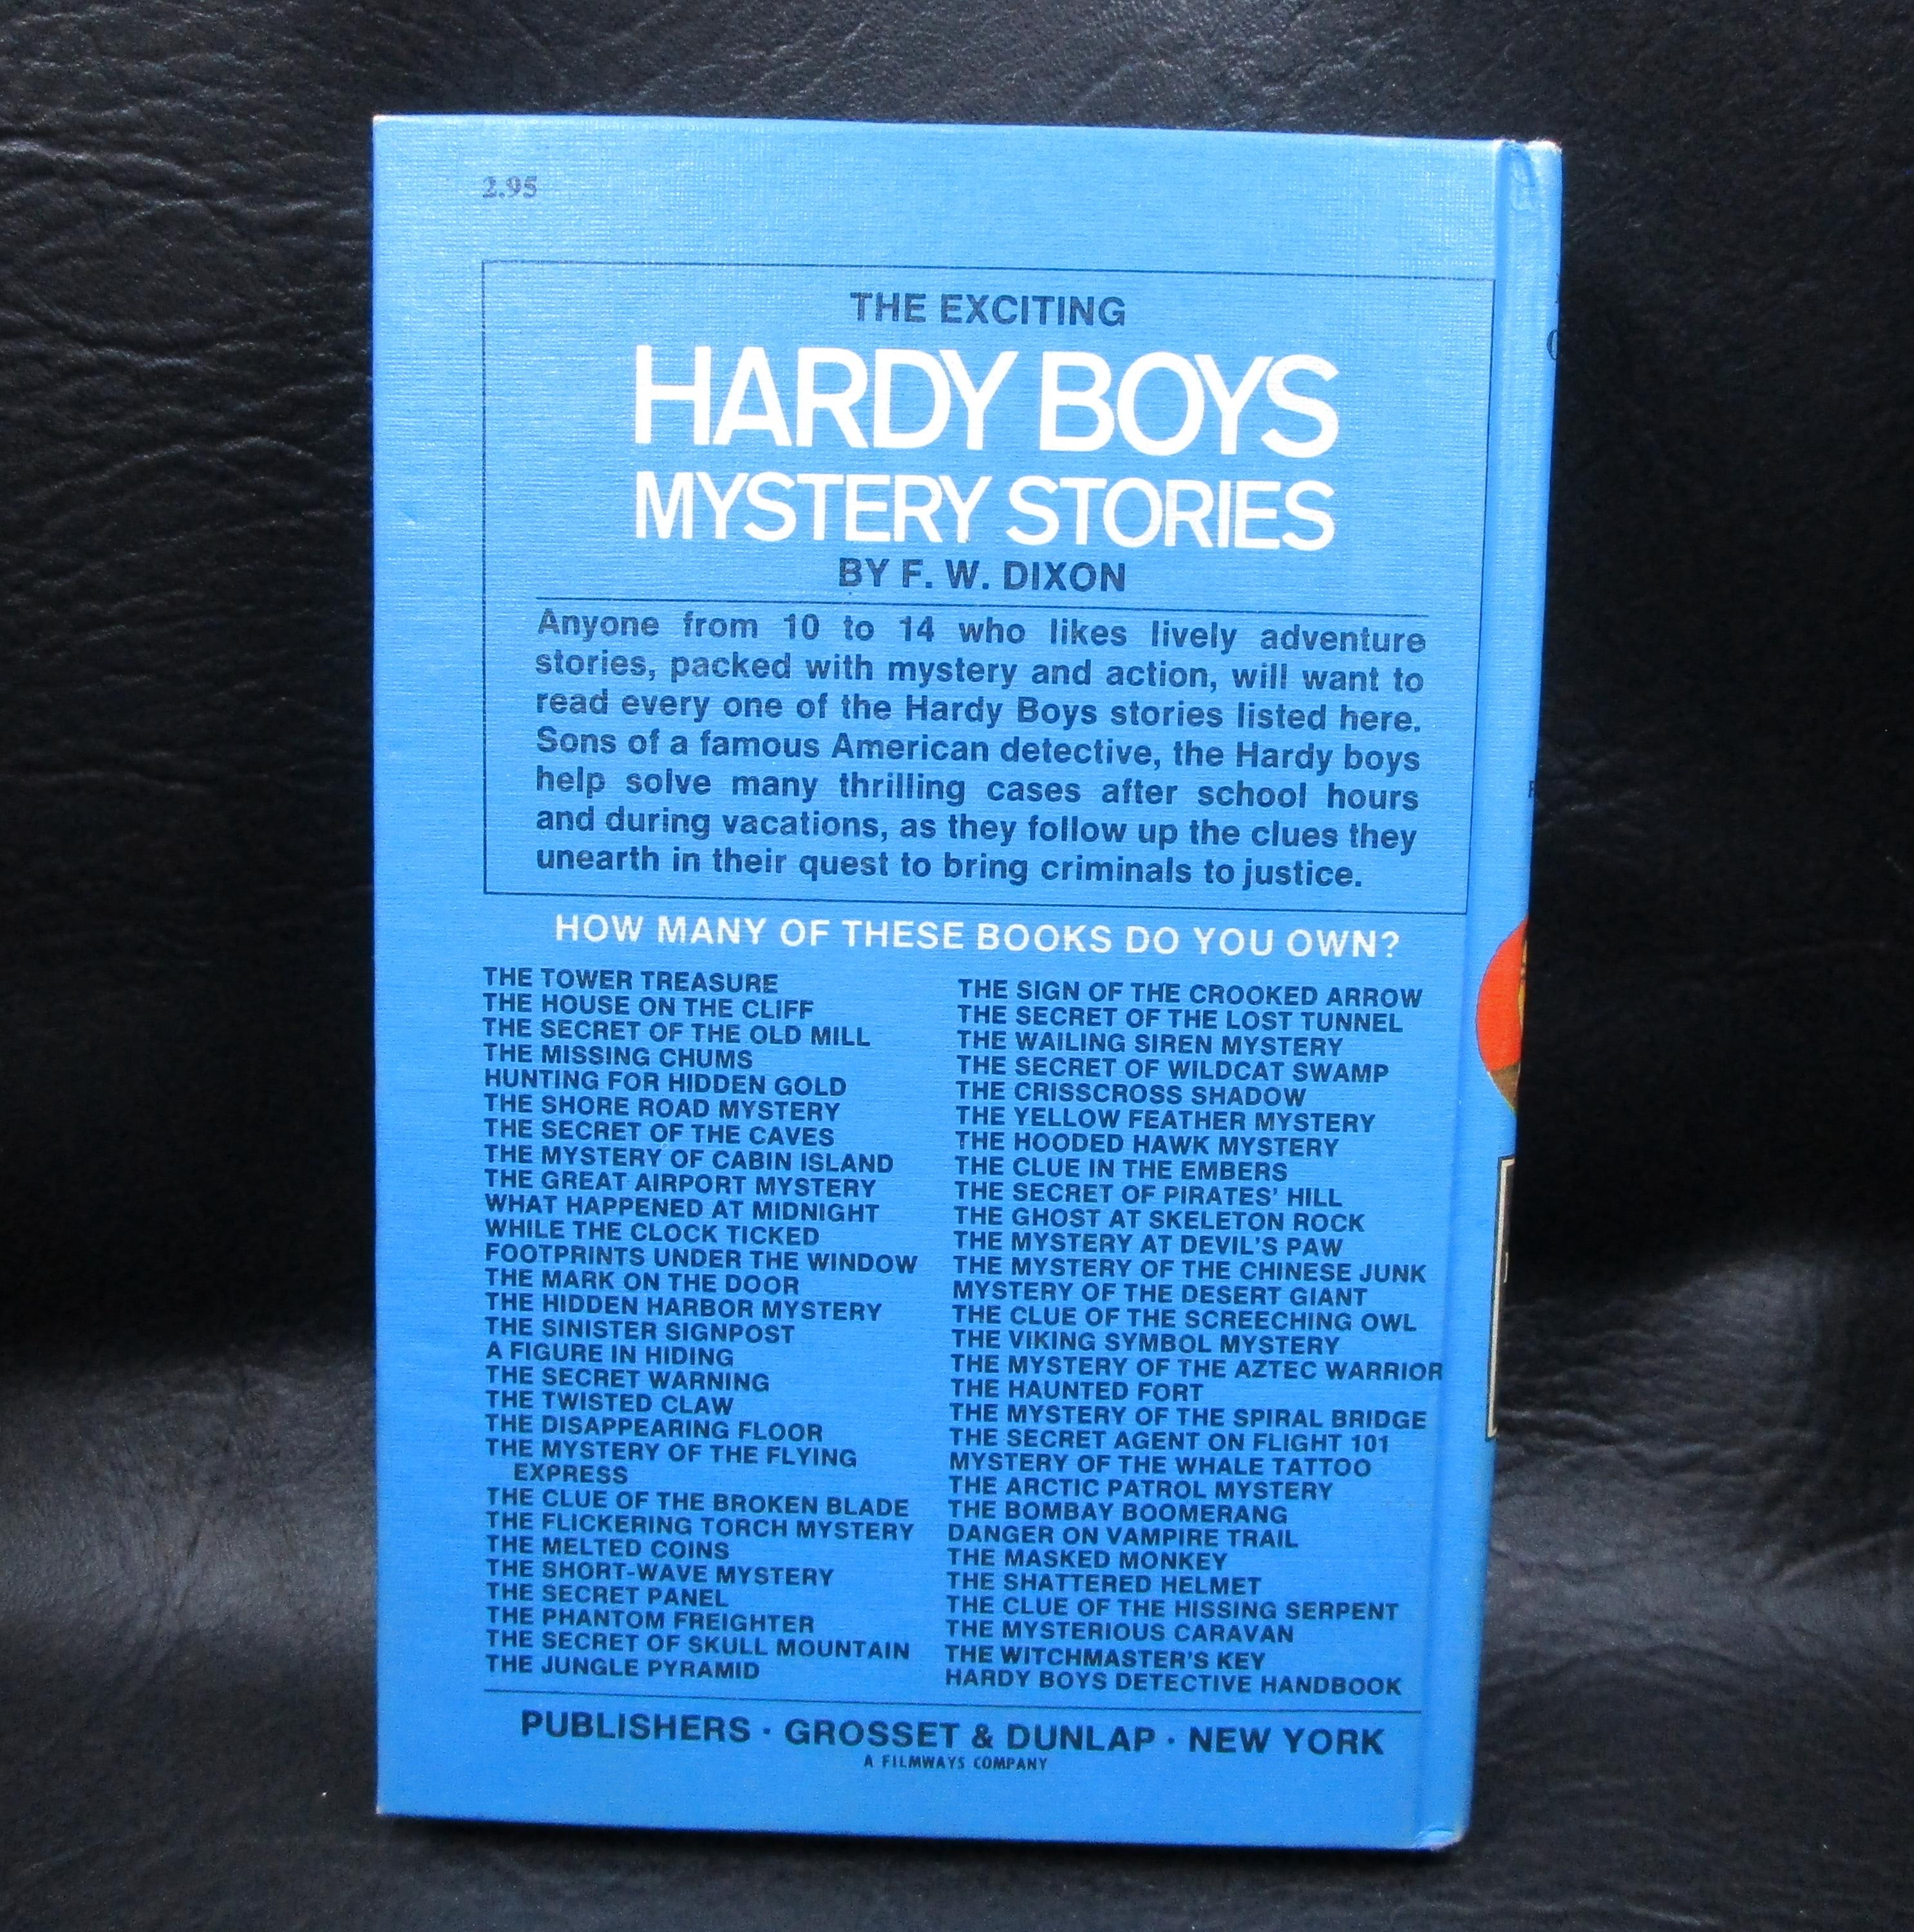 2.95
THE EXCITING
HARDY BOYS
MYSTERY STORIES
BY F. W. DIXON
Anyone from 10 to 14 who likes lively adventure
stories, packed with mystery and action, will want to
read every one of the Hardy Boys stories listed here.
Sons of a famous American detective, the Hardy boys
help solve many thrilling cases after school hours
and during vacations, as they follow up the clues they
unearth in their quest to bring criminals to justice.
HOW MANY OF THESE BOOKS DO YOU OWN?
THE TOWER TREASURE
THE HOUSE ON THE CLIFF
THE SECRET OF THE OLD MILL
THE MISSING CHUMS
HUNTING FOR HIDDEN GOLD
THE SHORE ROAD MYSTERY
THE SECRET OF THE CAVES
THE MYSTERY OF CABIN ISLAND
THE GREAT AIRPORT MYSTERY
WHAT HAPPENED AT MIDNIGHT
WHILE THE CLOCK TICKED
FOOTPRINTS UNDER THE WINDOW
THE MARK ON THE DOOR
THE HIDDEN HARBOR MYSTERY
THE SINISTER SIGNPOST
A FIGURE IN HIDING
THE SECRET WARNING
THE TWISTED CLAW
THE DISAPPEARING FLOOR
THE MYSTERY OF THE FLYING
EXPRESS
THE CLUE OF THE BROKEN BLADE
THE FLICKERING TORCH MYSTERY
THE MELTED COINS
THE SHORT-WAVE MYSTERY
THE SECRET PANEL
THE PHANTOM FREIGHTER
THE SECRET OF SKULL MOUNTAIN
THE JUNGLE PYRAMID
THE SIGN OF THE CROOKED ARROW
THE SECRET OF THE LOST TUNNEL
THE WAILING SIREN MYSTERY
THE SECRET OF WILDCAT SWAMP
THE CRISSCROSS SHADOW
THE YELLOW FEATHER MYSTERY
THE HOODED HAWK MYSTERY
THE CLUE IN THE EMBERS
THE SECRET OF PIRATES' HILL
THE GHOST AT SKELETON ROCK
THE MYSTERY AT DEVIL'S PAW
THE MYSTERY OF THE CHINESE JUNK
MYSTERY OF THE DESERT GIANT
THE CLUE OF THE SCREECHING OWL
THE VIKING SYMBOL MYSTERY
THE MYSTERY OF THE AZTEC WARRIOR
THE HAUNTED FORT
THE MYSTERY OF THE SPIRAL BRIDGE
THE SECRET AGENT ON FLIGHT 101
MYSTERY OF THE WHALE TATTOO
THE ARCTIC PATROL MYSTERY
THE BOMBAY BOOMERANG
DANGER ON VAMPIRE TRAIL
THE MASKED MONKEY
THE SHATTERED HELMET
THE CLUE OF THE HISSING SERPENT
THE MYSTERIOUS CARAVAN
THE WITCHMASTER'S KEY
HARDY BOYS DETECTIVE HANDBOOK
PUBLISHERS · GROSSET & DUNLAP · NEW YORK
A FILMWAYS COMPANY